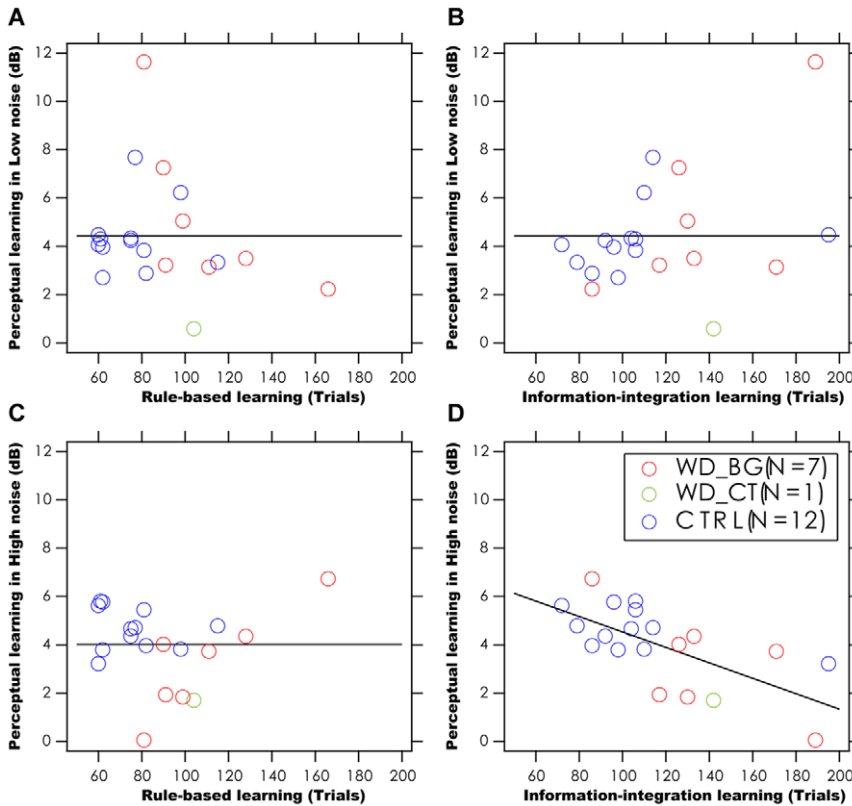 A
B
Perceptual learning in Low noise (dB)
12
10
8
6
4
2
0
60 80 100 120 140 160 180 200
Rule-based learning (Trials)
Perceptual learning in Low noise (dB)
12
10
8
6
4
2
0
60 80 100 120 140 160 180 200
Information-integration learning (Trials)
C
D
Perceptual learning in High noise (dB)
12
10
8
6
4
2
0
60 80 100 120 140 160 180 200
Rule-based learning (Trials)
Perceptual learning in High noise (dB)
12
10
8
6
4
2
0
WD_BG(N=7)
WD_CT(N=1)
CTRL(N=12)
60 80 100 120 140 160 180 200
Information-integration learning (Trials)